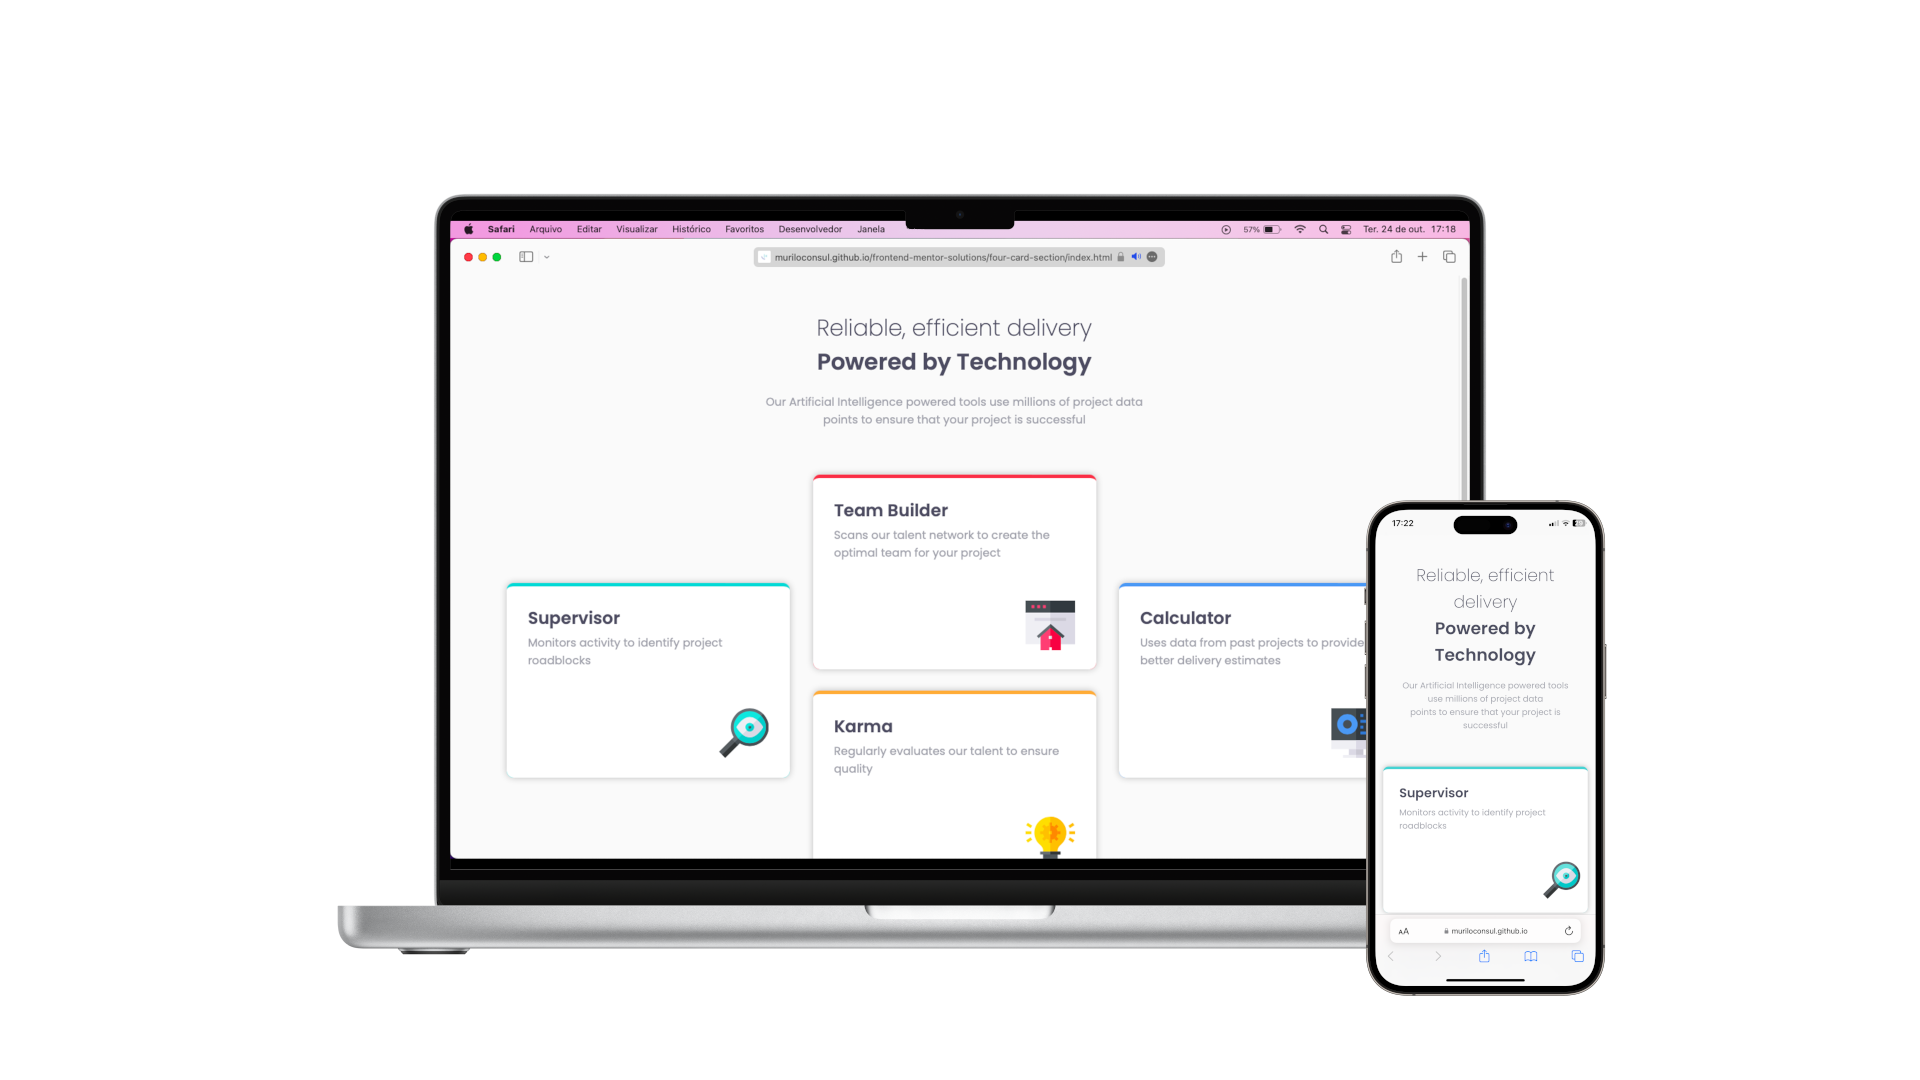 Safari Arquivo Editar Visualizar Histórico Favoritos Desenvolvedor Janela
57% Ter. 24 de out. 17:18
muriloconsul.github.io/frontend-mentor-solutions/four-card-section/index.html
Reliable, efficient delivery
Powered by Technology
Our Artificial Intelligence powered tools use millions of project data
points to ensure that your project is successful
Team Builder
Scans our talent network to create the
optimal team for your project
Supervisor
Monitors activity to identify project
roadblocks
Karma
Regularly evaluates our talent to ensure
quality
Calculator
Uses data from past projects to provide
better delivery estimates
17:22
Reliable, efficient
delivery
Powered by
Technology
Our Artificial Intelligence powered tools
use millions of project data
points to ensure that your project is
successful
Supervisor
Monitors activity to identify project
roadblocks
AA muriloconsul.github.io